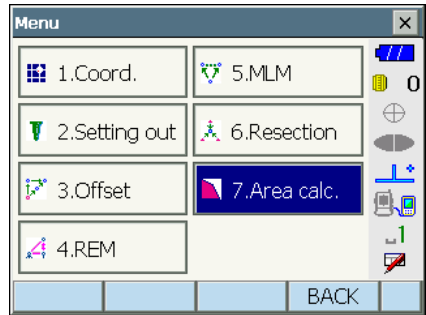 Menu
1.Coord.
5.MLM
0
2.Setting out
6.Resection
3.Offset
7.Area calc.
4.REM
1
BACK